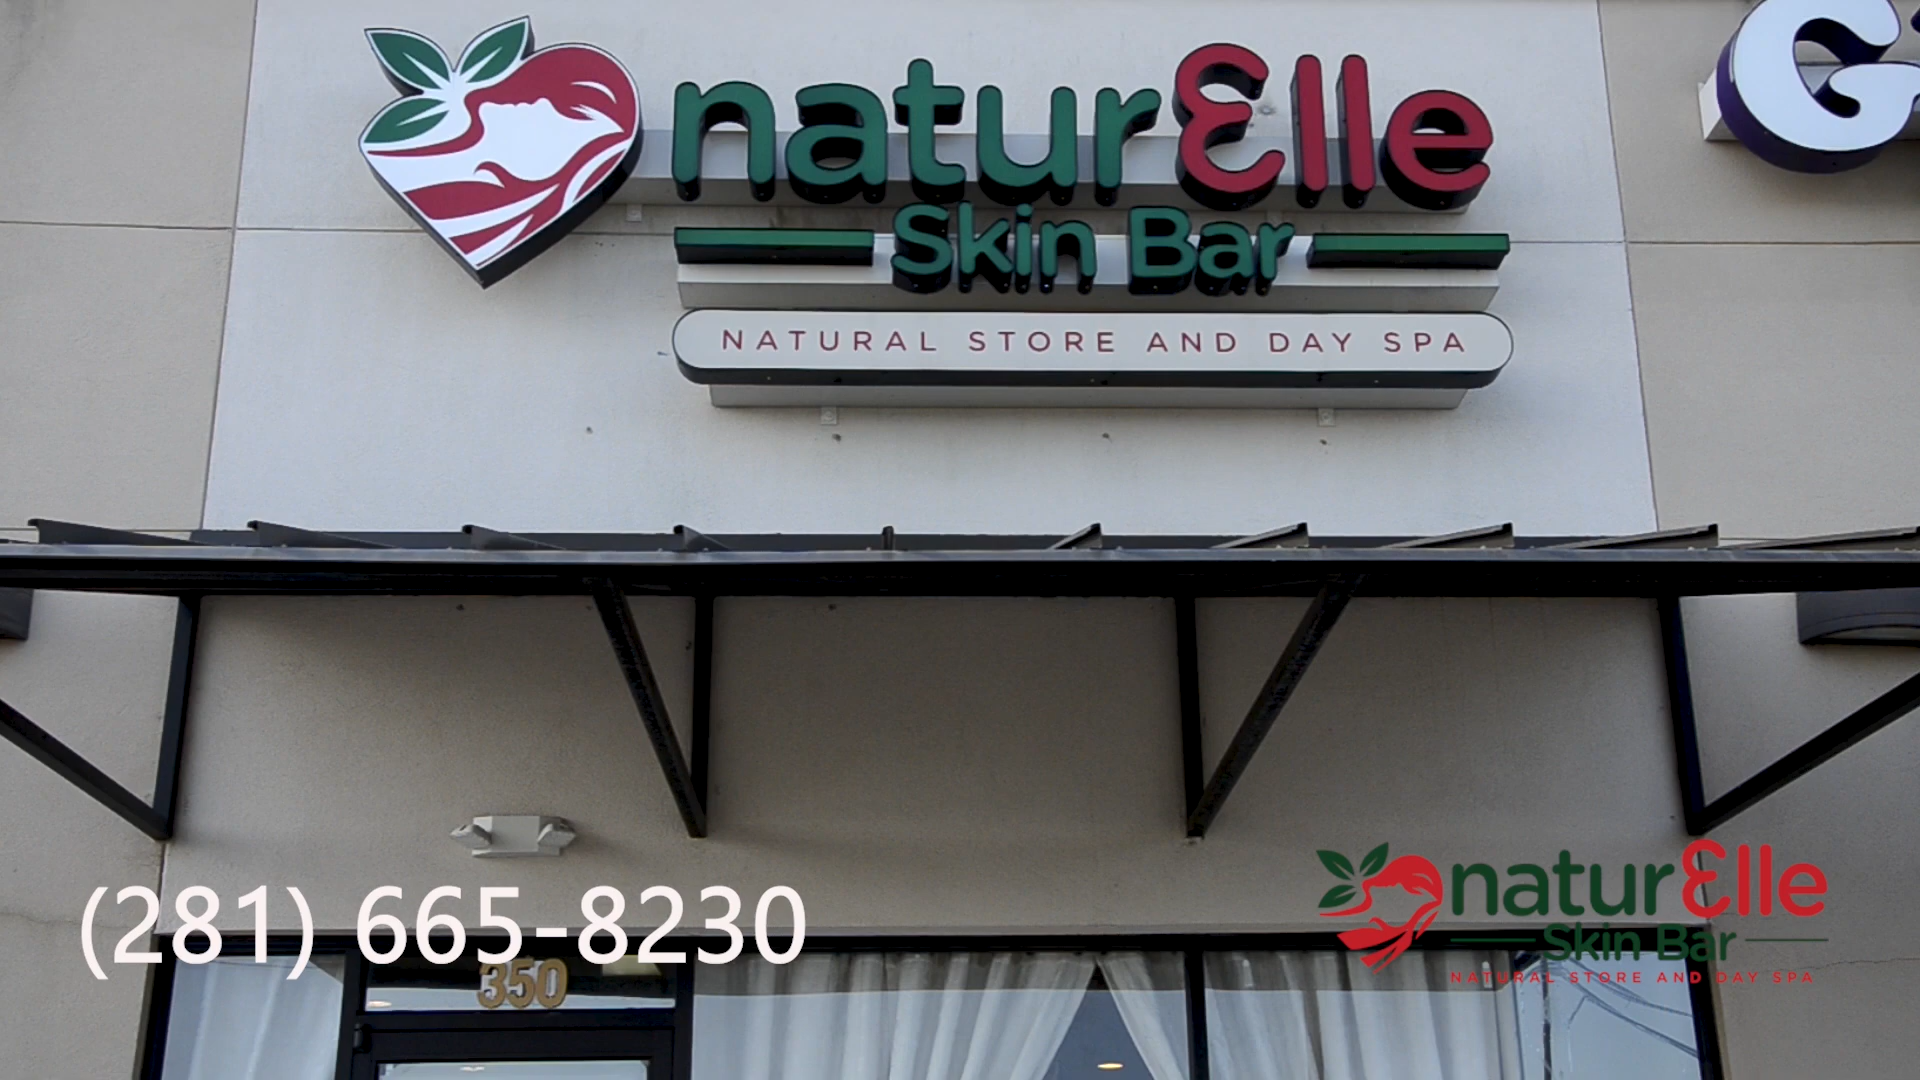 naturElle
Skin Bar
NATURAL STORE AND DAY SPA
G
(281) 665-8230
350
naturElle
Skin Bar
NATURAL STORE AND DAY SPA